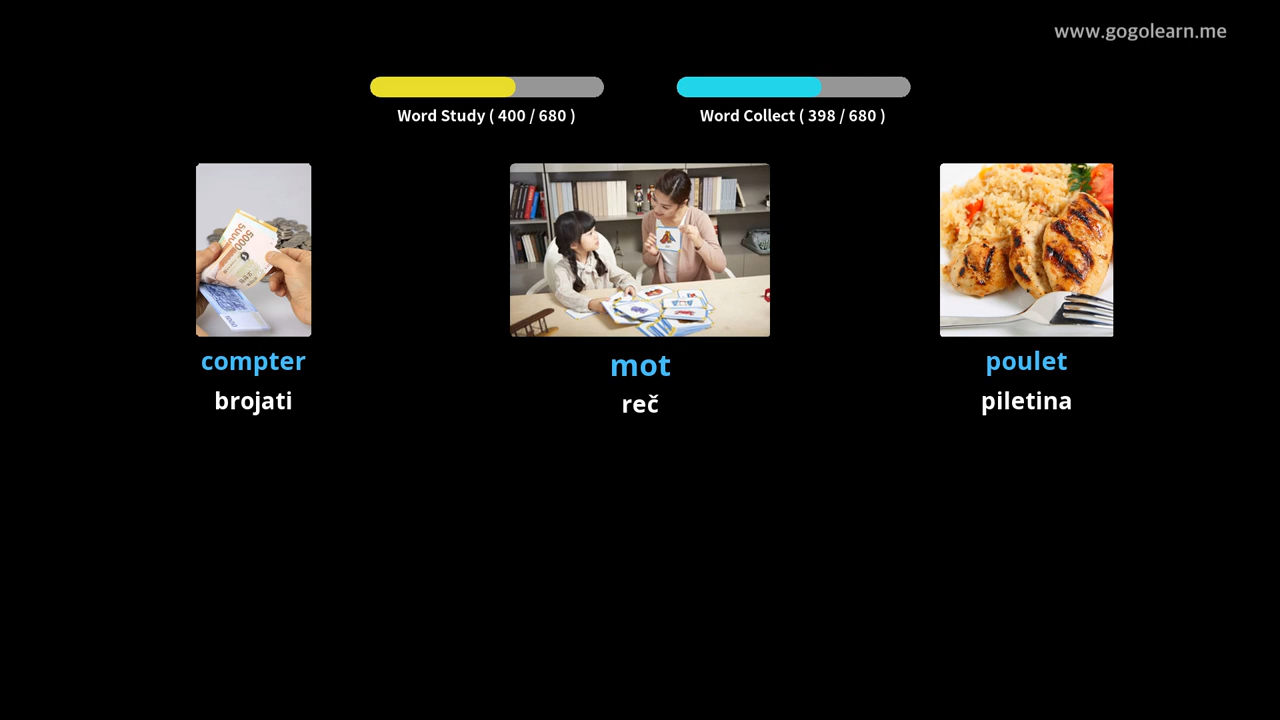 www.gogolearn.me
Word Study ( 400 / 680 )
Word Collect ( 398 / 680 )
compter
mot
poulet
brojati
reč
piletina